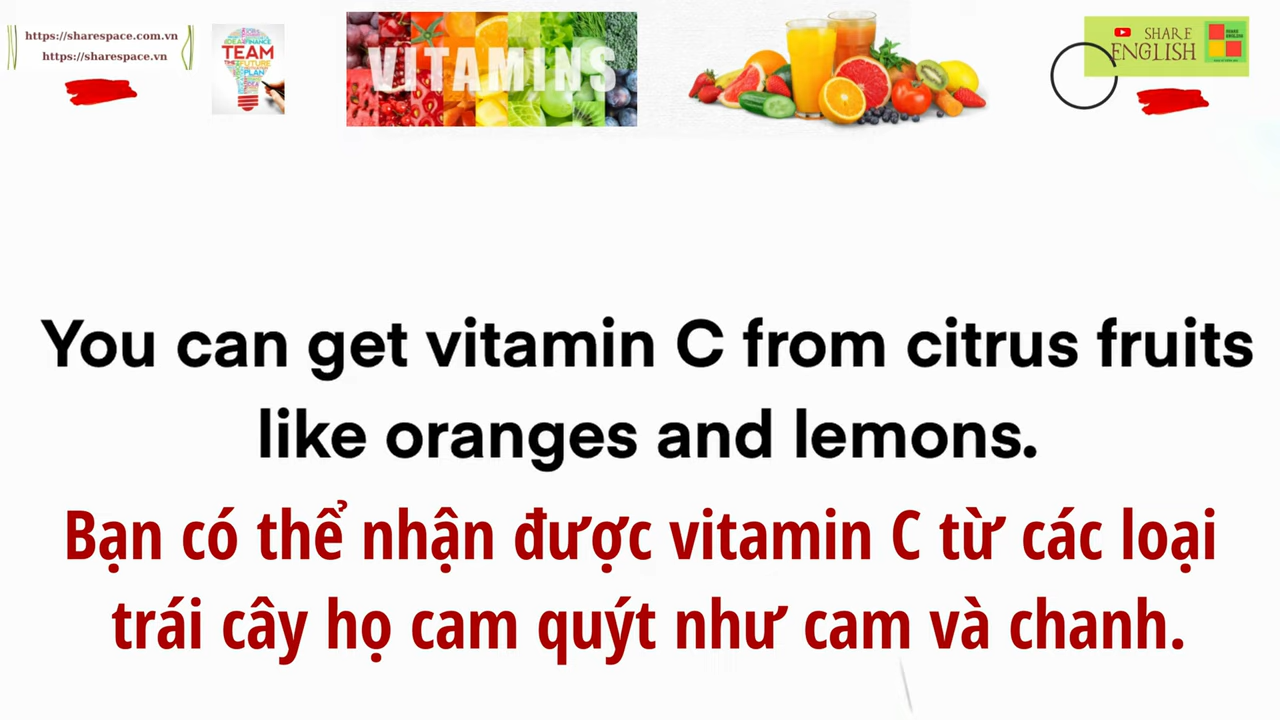 https://sharespace.com.vn
https://sharespace.vn
TEAM
FUTURE
PLAN
VITAMINS
SHARE
ENGLISH
You can get vitamin C from citrus fruits
like oranges and lemons.
Bạn có thể nhận được vitamin C từ các loại
trái cây họ cam quýt như cam và chanh.